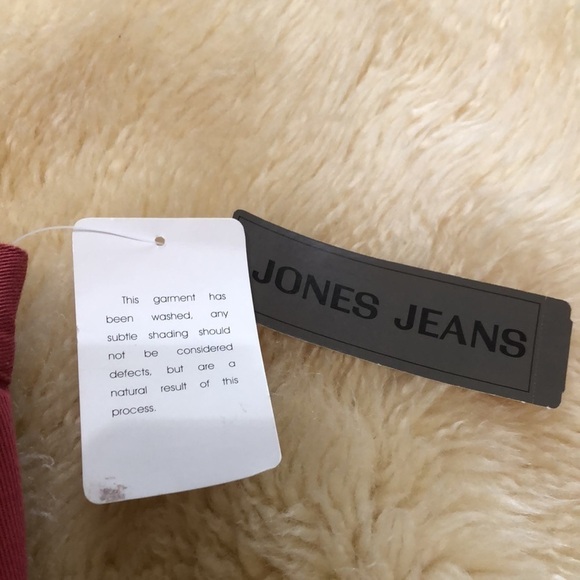 This garment has
been washed, any
subtle shading should
not be considered
defects, but are a
natural result of this
process.
JONES JEANS